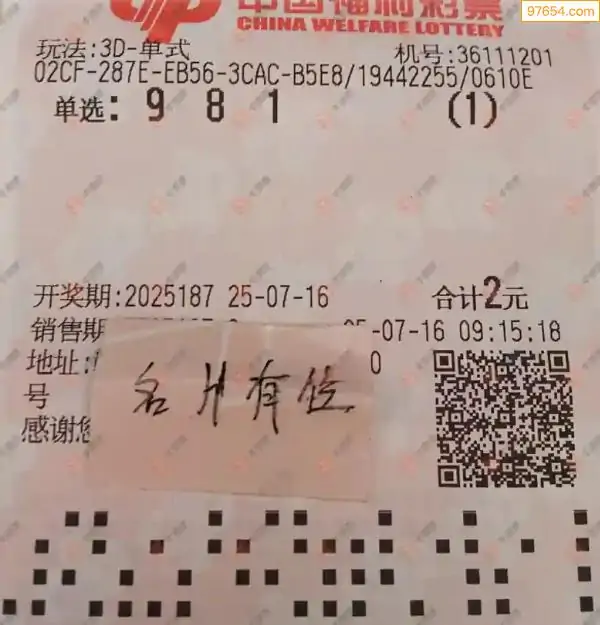 97654.com
中国福利彩票
CHINA WELFARE LOTTERY
玩法:3D-单式 机号:36111201
02CF-287E-EB56-3CAC-B5E8/19442255/0610E
单选: 9 8 1 (1)
开奖期:2025187 25-07-16 合计2元
销售期 5-07-16 09:15:18
地址: 0
号
感谢您
名片有位